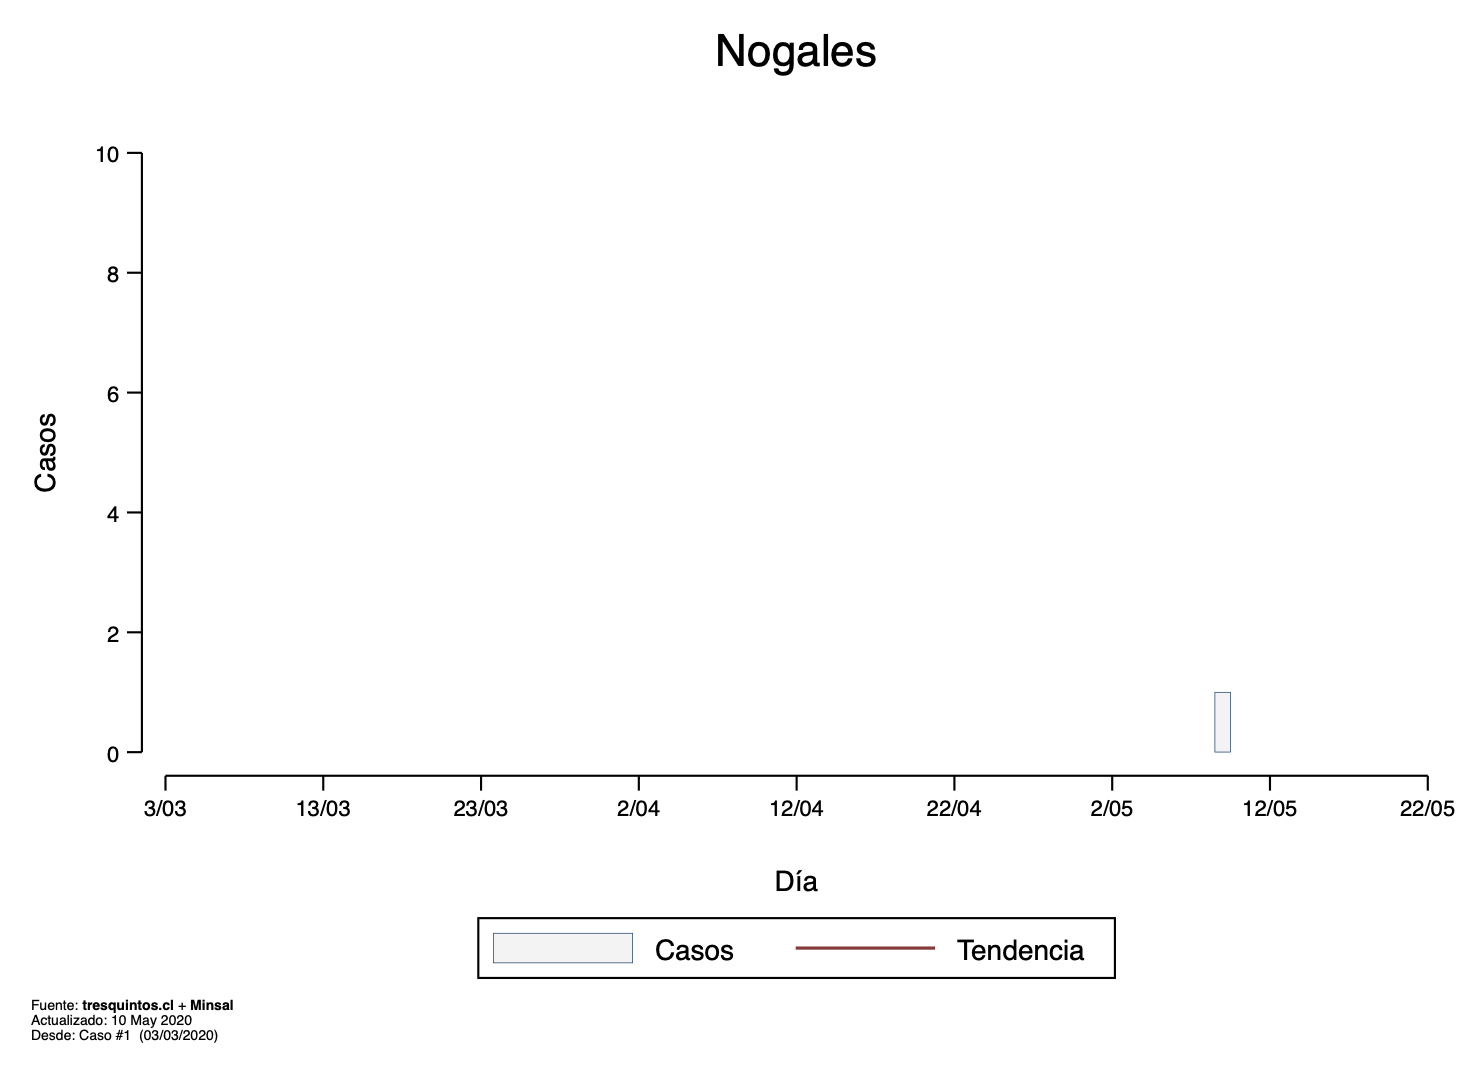 Nogales
10
8
6
4
2
0
Casos
3/03 13/03 23/03 2/04 12/04 22/04 2/05 12/05 22/05
Día
Casos Tendencia
Fuente: tresquintos.cl + Minsal
Actualizado: 10 May 2020
Desde: Caso #1 (03/03/2020)